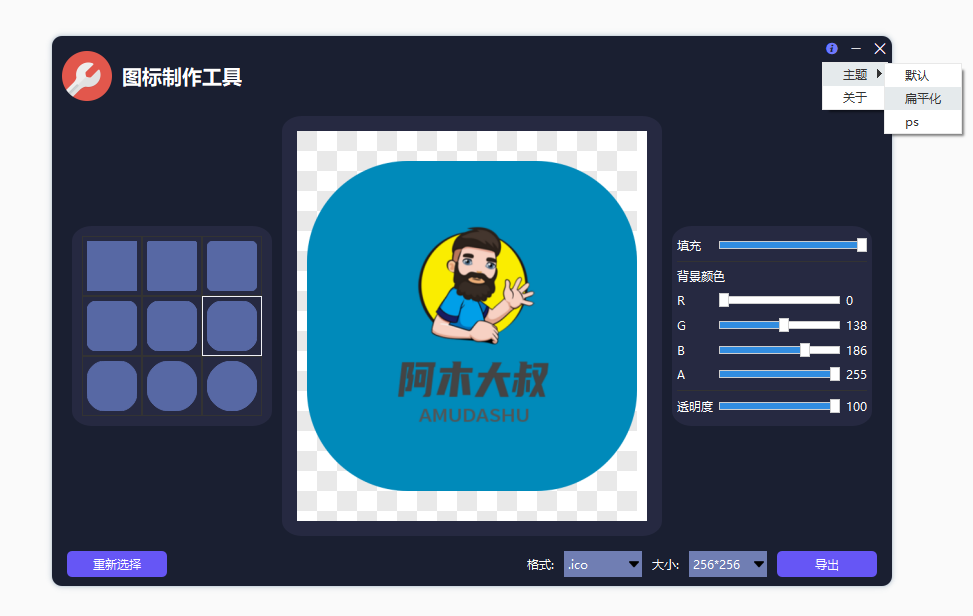 图标制作工具
主题
关于
默认
扁平化
ps
阿木大叔
AMUDASHU
填充
背景颜色
R 0
G 138
B 186
A 255
透明度 100
重新选择
格式: .ico 大小: 256*256 导出